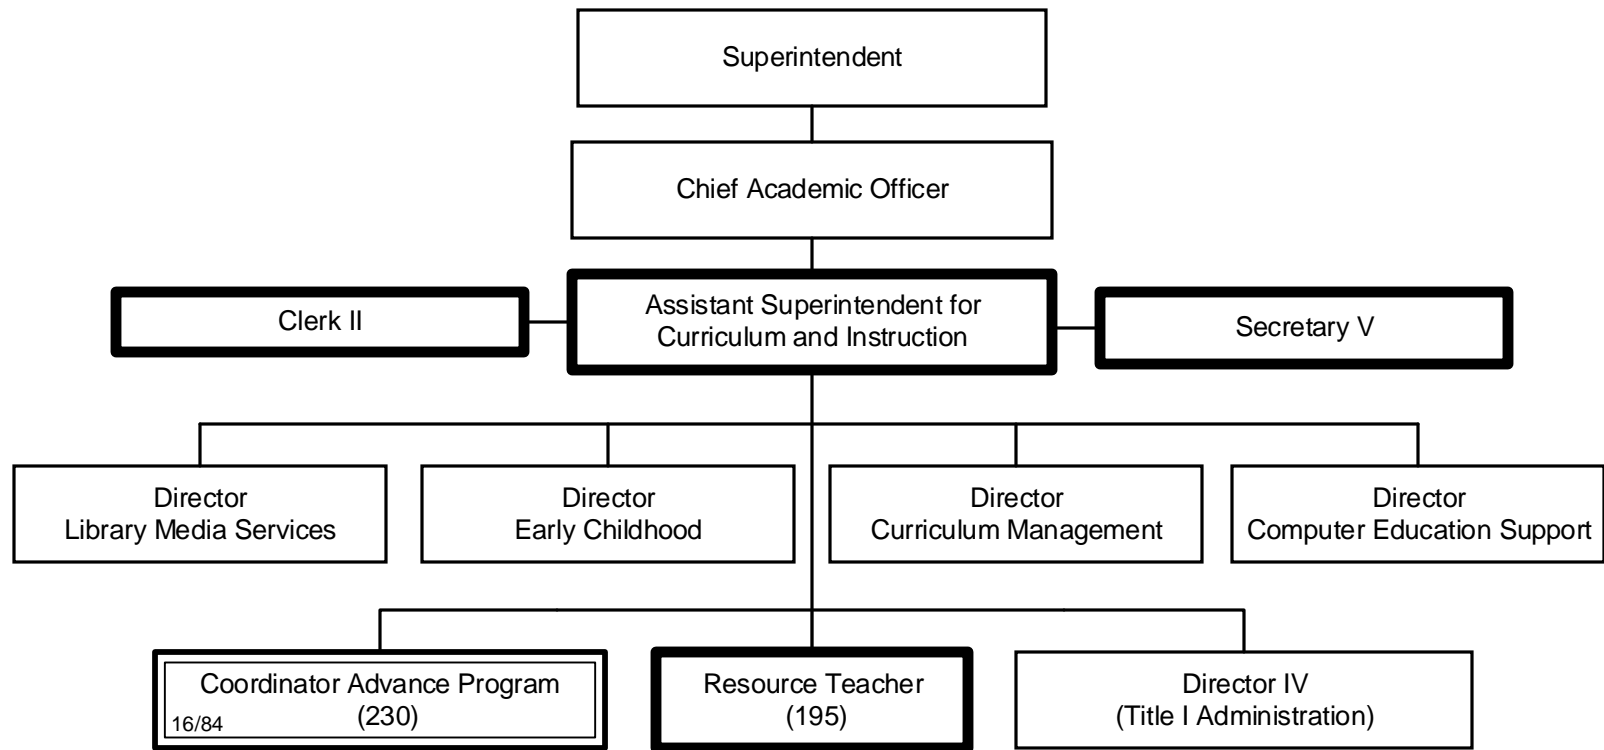 Superintendent
Chief Academic Officer
Clerk II
Assistant Superintendent for
Curriculum and Instruction
Secretary V
Director
Library Media Services
Director
Early Childhood
Director
Curriculum Management
Director
Computer Education Support
Coordinator Advance Program
(230)
16/84
Resource Teacher
(195)
Director IV
(Title I Administration)